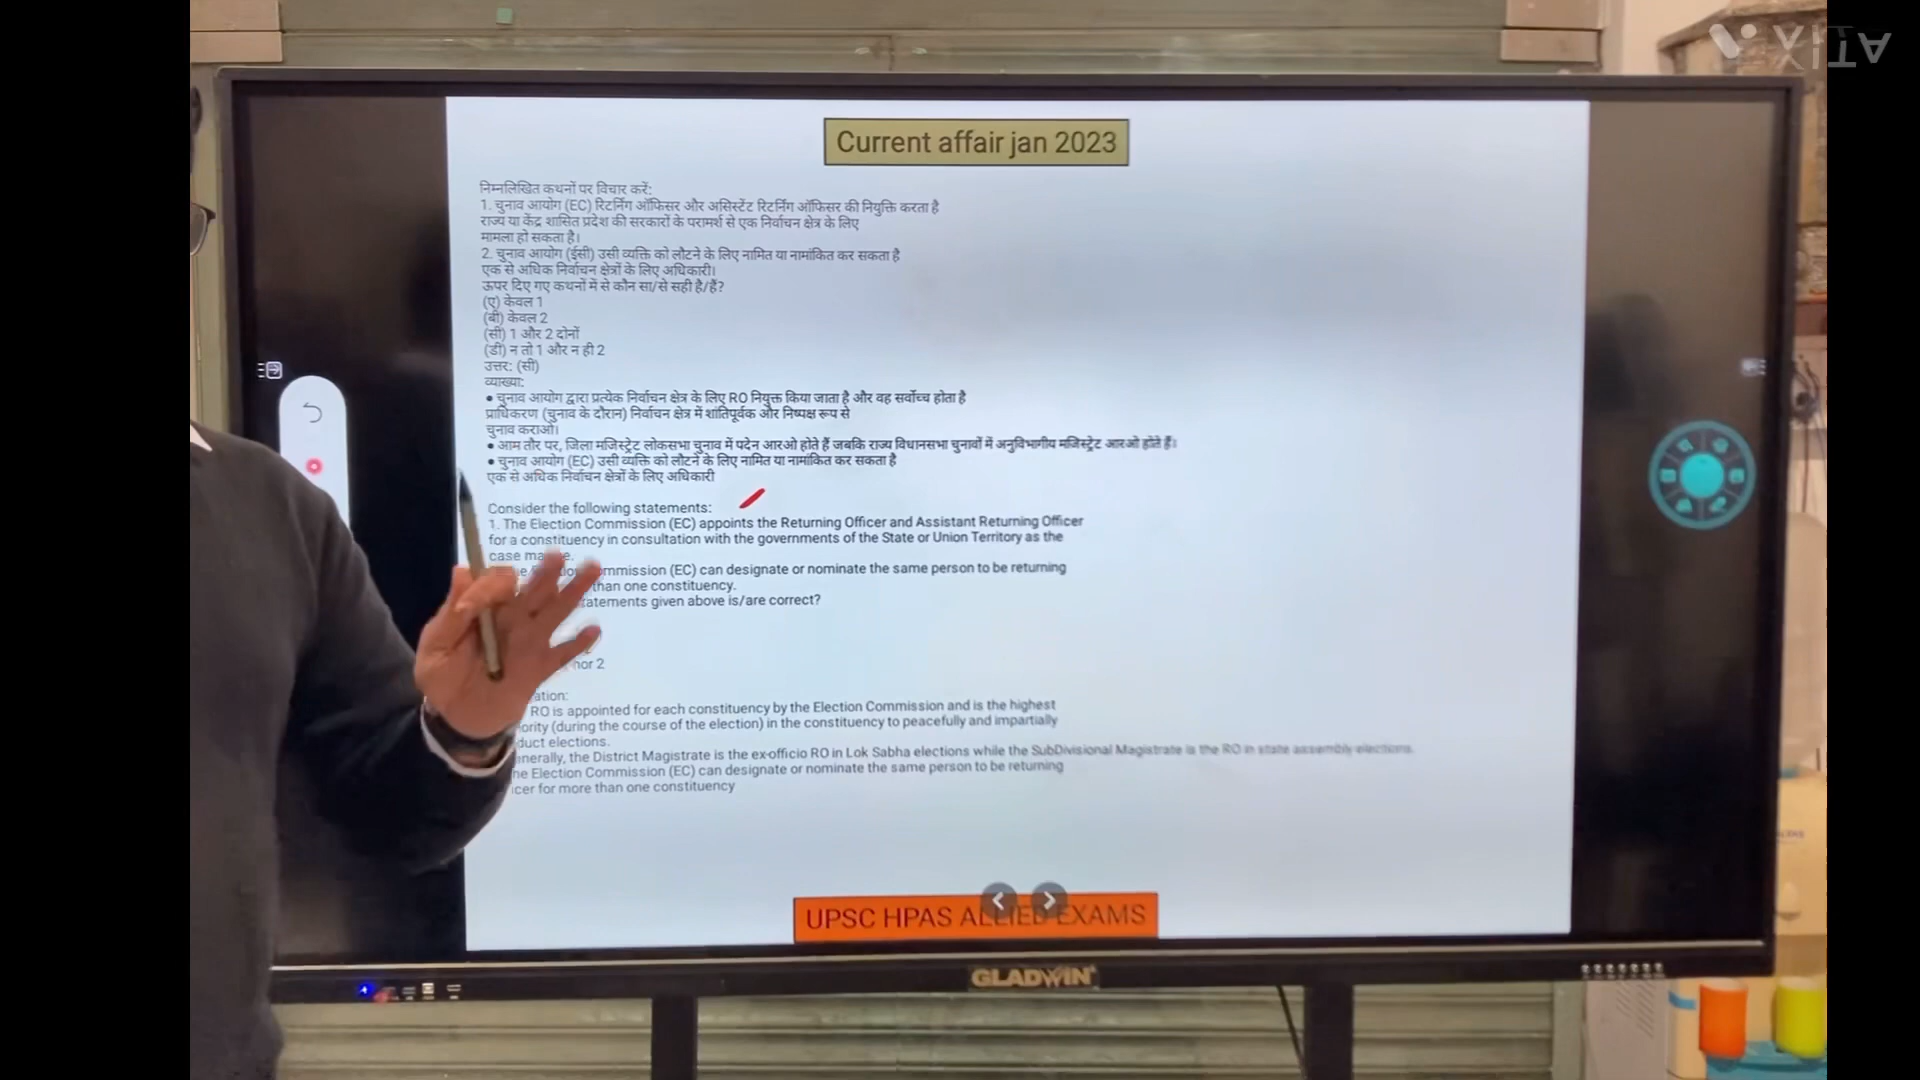 VITA
Current affair jan 2023
निम्नलिखित कथनों पर विचार करें:
1. चुनाव आयोग (EC) रिटर्निंग ऑफिसर और असिस्टेंट रिटर्निंग ऑफिसर की नियुक्ति करता है
राज्य या केंद्र शासित प्रदेश की सरकारों के परामर्श से एक निर्वाचन क्षेत्र के लिए
मामला हो सकता है।
2. चुनाव आयोग (ईसी) उसी व्यक्ति को लौटने के लिए नामित या नामांकित कर सकता है
एक से अधिक निर्वाचन क्षेत्रों के लिए अधिकारी।
ऊपर दिए गए कथनों में से कौन सा/से सही है/हैं?
(ए) केवल 1
(बी) केवल 2
(सी) 1 और 2 दोनों
(डी) न तो 1 और न ही 2
उत्तर: (सी)
व्याख्या:
● चुनाव आयोग द्वारा प्रत्येक निर्वाचन क्षेत्र के लिए RO नियुक्त किया जाता है और वह सर्वोच्च होता है
प्राधिकरण (चुनाव के दौरान) निर्वाचन क्षेत्र में शांतिपूर्वक और निष्पक्ष रूप से
चुनाव कराओ।
● आम तौर पर, जिला मजिस्ट्रेट लोकसभा चुनाव में पदेन आरओ होते हैं जबकि राज्य विधानसभा चुनावों में अनुविभागीय मजिस्ट्रेट आरओ होते हैं।
● चुनाव आयोग (EC) उसी व्यक्ति को लौटने के लिए नामित या नामांकित कर सकता है
एक से अधिक निर्वाचन क्षेत्रों के लिए अधिकारी
Consider the following statements:
1. The Election Commission (EC) appoints the Returning Officer and Assistant Returning Officer
for a constituency in consultation with the governments of the State or Union Territory as the
case
(EC) can designate or nominate the same person to be returning
than one constituency.
given above is/are correct?
nor 2
RO is appointed for each constituency by the Election Commission and is the highest
(during the course of the election) in the constituency to peacefully and impartially
elections.
the District Magistrate is the ex-officio RO in Lok Sabha elections while the SubDivisional Magistrate is the RO in state assembly elections.
Election Commission (EC) can designate or nominate the same person to be returning
for more than one constituency
UPSC HPAS ALLIED EXAMS
GLADWIN